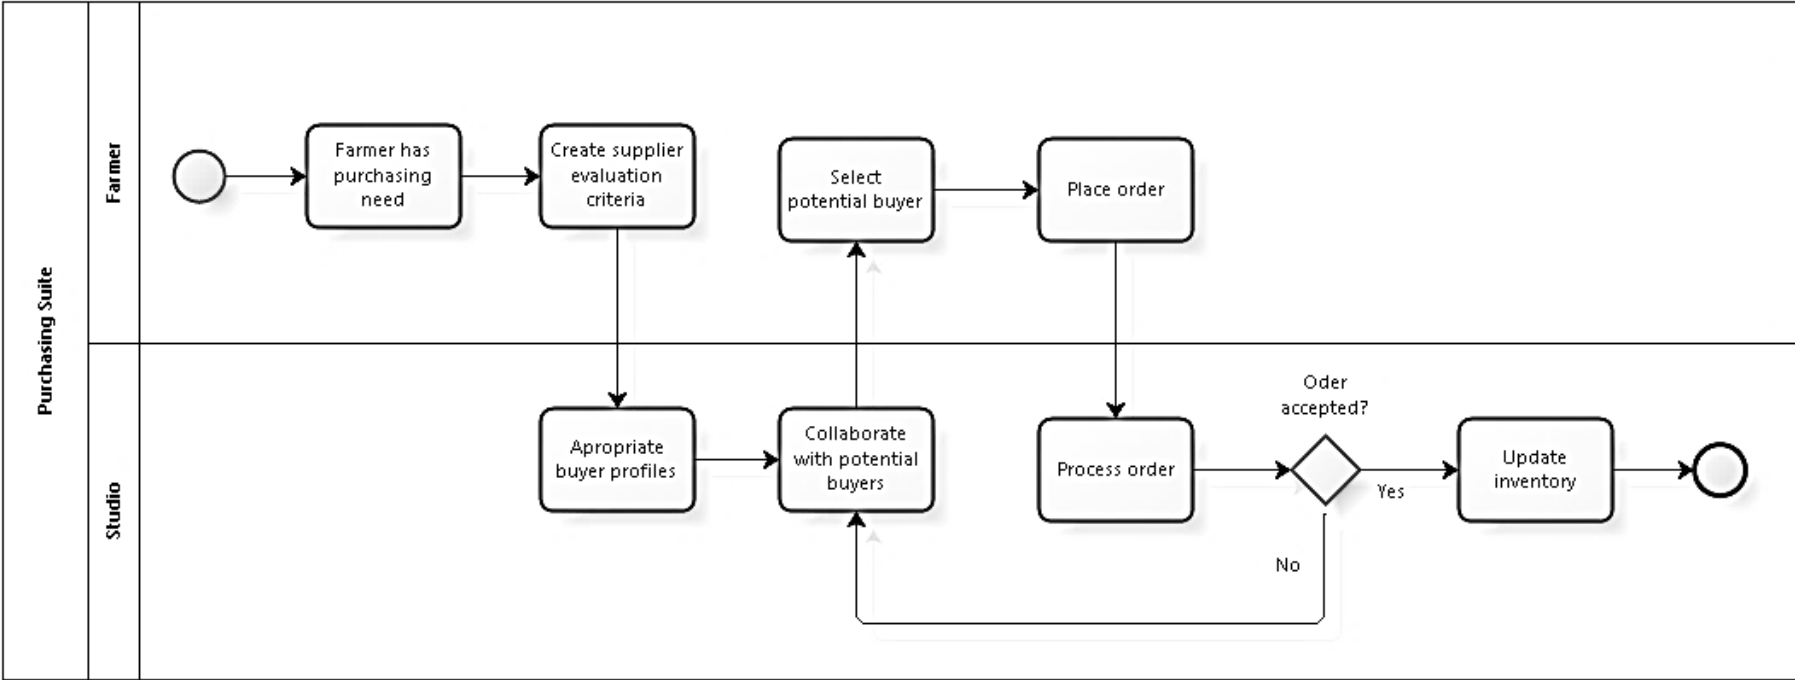 Purchasing Suite
Farmer
Farmer has
purchasing
need
Create supplier
evaluation
criteria
Select
potential buyer
Place order
Studio
Apropriate
buyer profiles
Collaborate
with potential
buyers
Process order
Oder
accepted?
Yes
No
Update
inventory